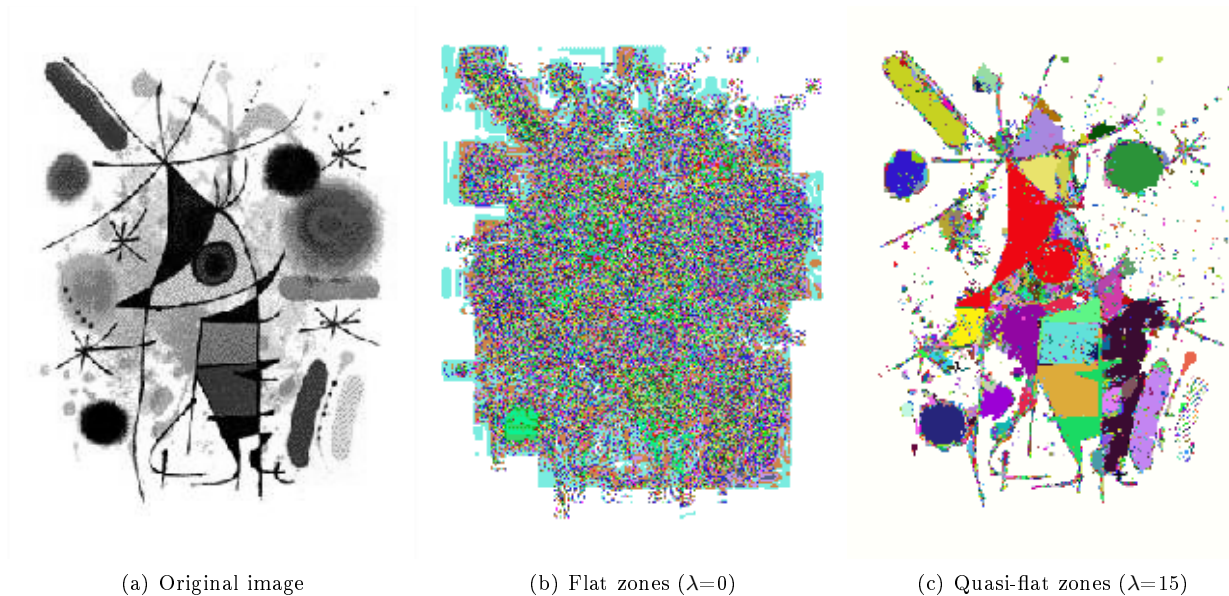 (a) Original image
(b) Flat zones (λ=0)
(c) Quasi-flat zones (λ=15)